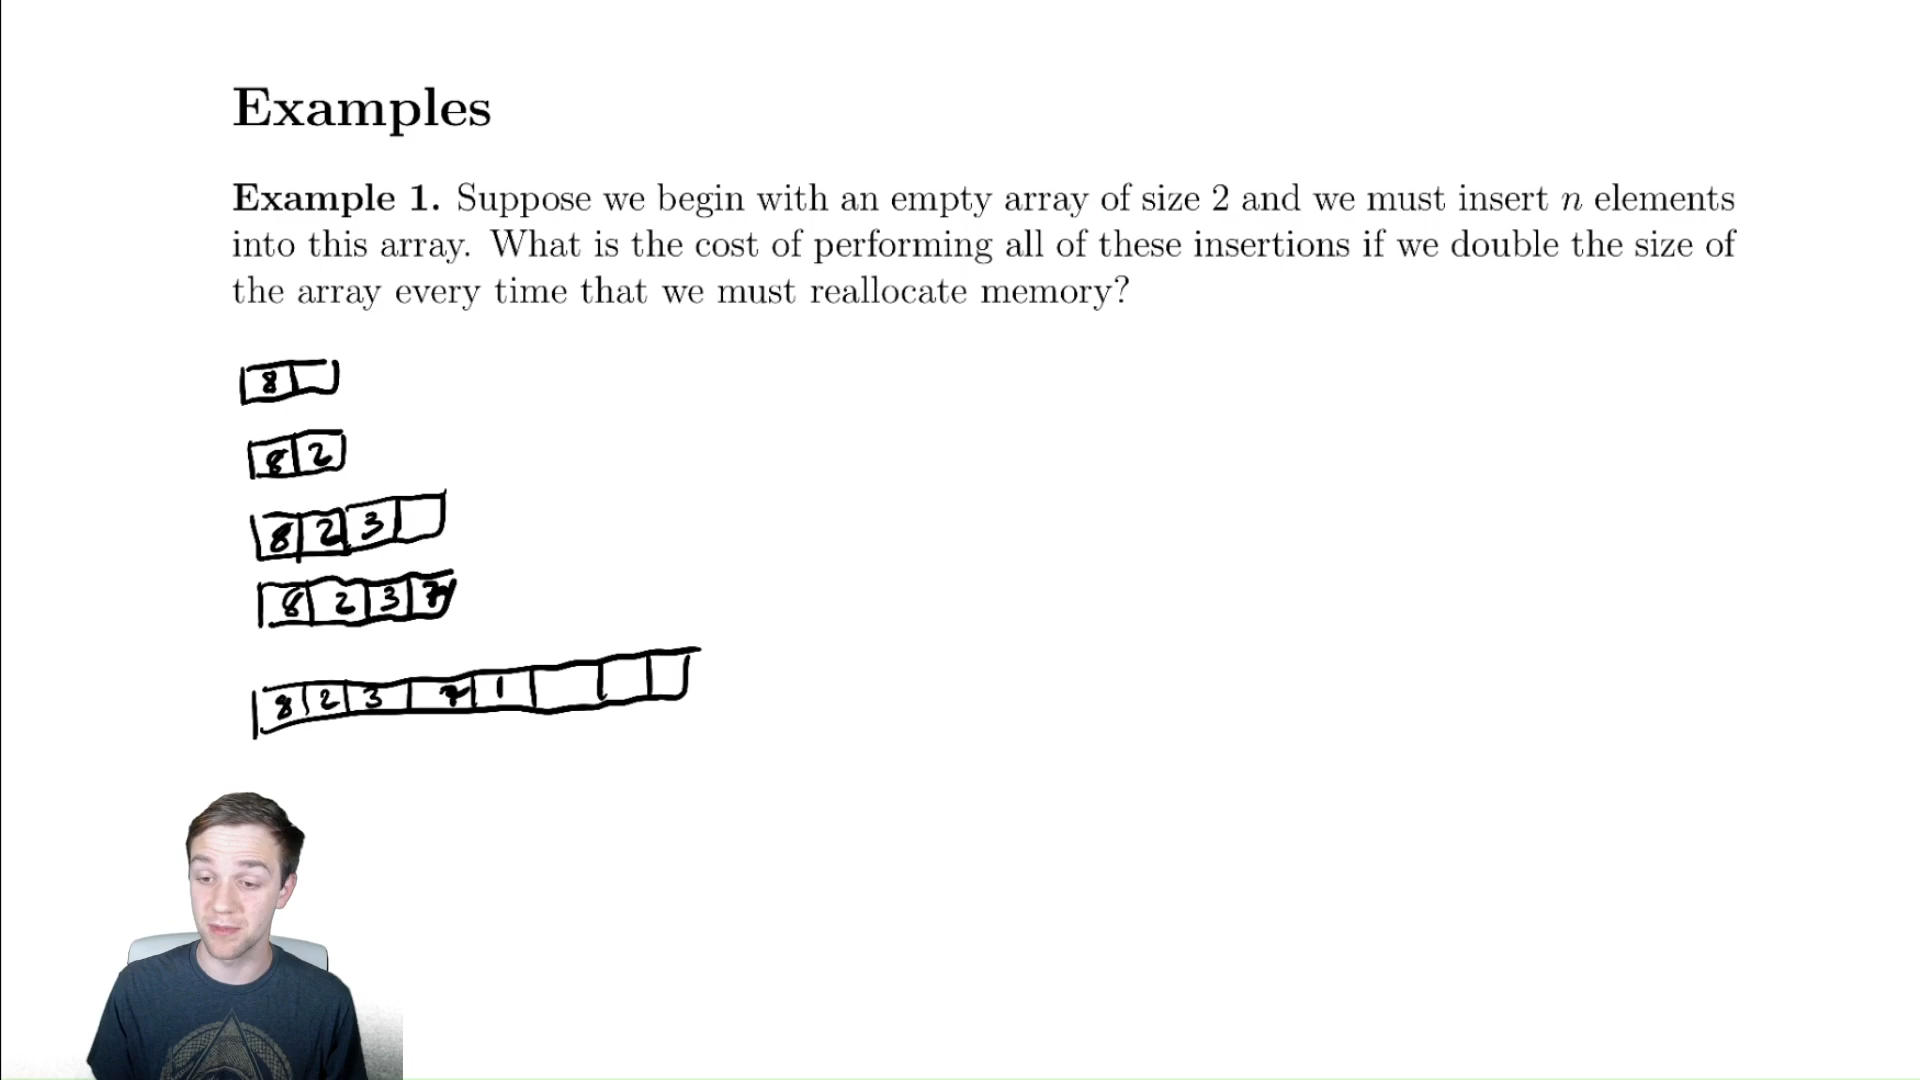 Examples
Example 1. Suppose we begin with an empty array of size 2 and we must insert n elements
into this array. What is the cost of performing all of these insertions if we double the size of
the array every time that we must reallocate memory?
8
8 2
8 2 3
8 2 3 7
8 2 3 7 1